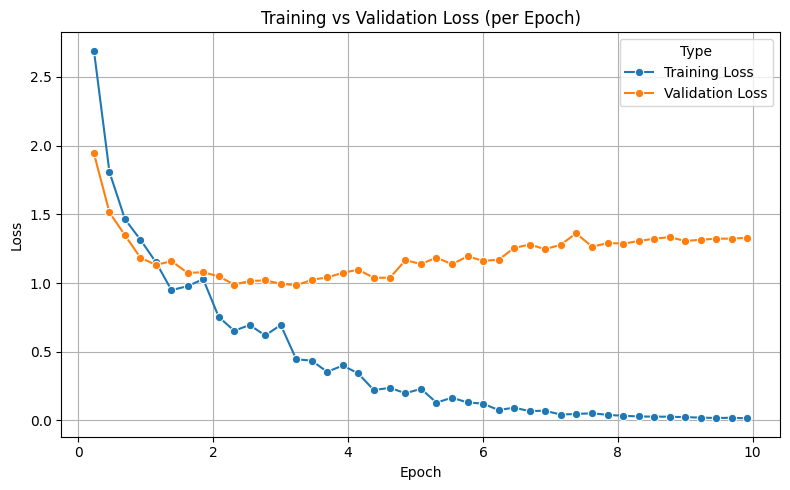 Training vs Validation Loss (per Epoch)
Type
Training Loss
Validation Loss
Loss
2.5
2.0
1.5
1.0
0.5
0.0
0 2 4 6 8 10
Epoch